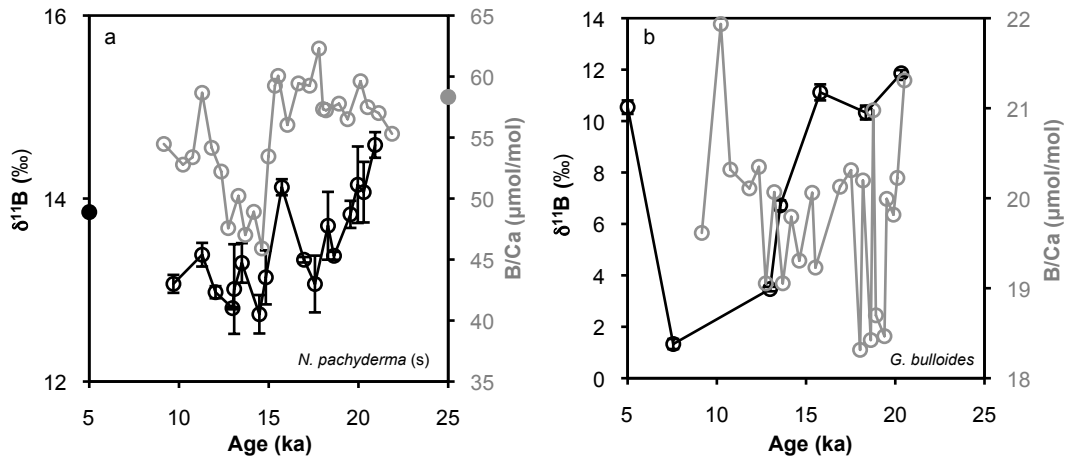 a
16
14
12
δ¹¹B (‰)
65
60
55
50
45
40
35
B/Ca (µmol/mol)
N. pachyderma (s)
5 10 15 20 25
Age (ka)
b
14
12
10
8
6
4
2
0
δ¹¹B (‰)
22
21
20
19
18
B/Ca (µmol/mol)
G. bulloides
5 10 15 20 25
Age (ka)